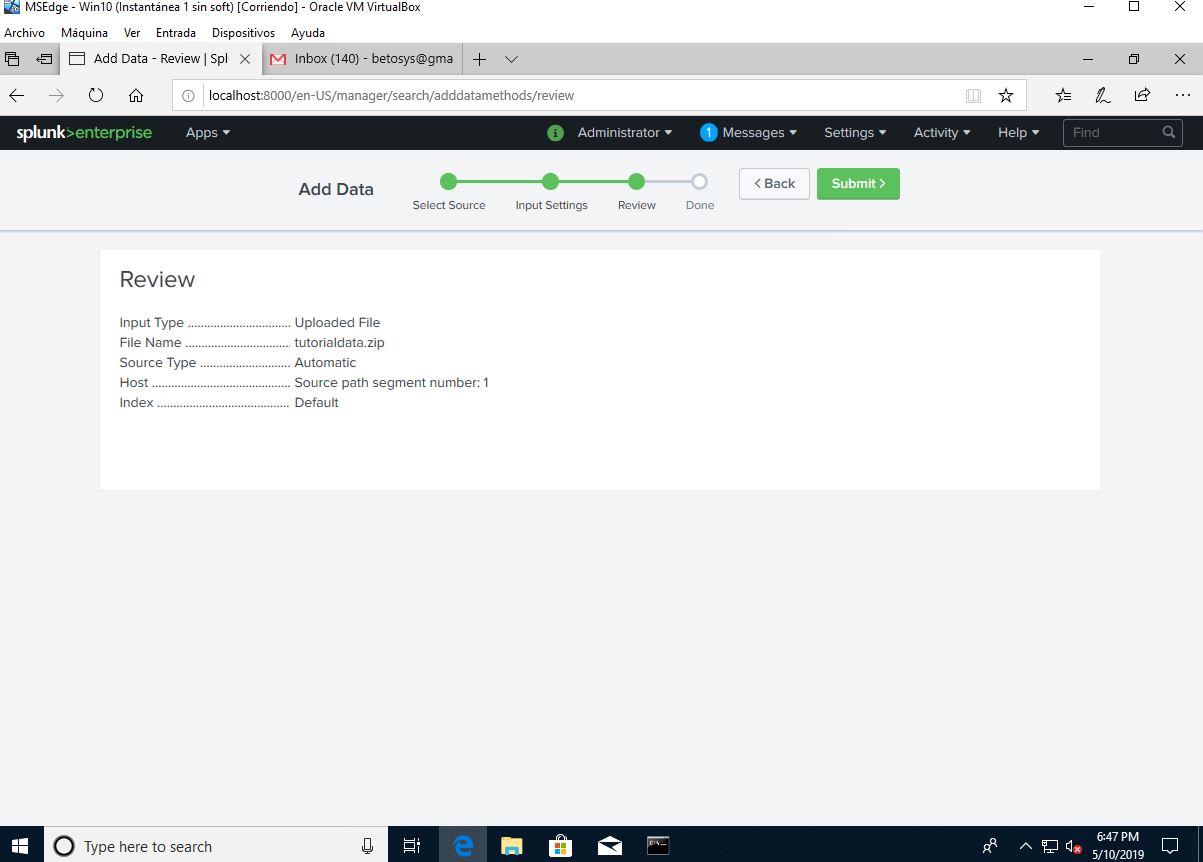 MSEdge - Win10 (Instantánea 1 sin soft) [Corriendo] - Oracle VM VirtualBox
Archivo Máquina Ver Entrada Dispositivos Ayuda
Add Data - Review | Spl Inbox (140) - betosys@gma
localhost:8000/en-US/manager/search/adddatamethods/review
splunk>enterprise Apps i Administrator 1 Messages Settings Activity Help Find
Add Data Select Source Input Settings Review Done < Back Submit >
Review
Input Type ................................ Uploaded File
File Name ................................. tutorialdata.zip
Source Type ............................ Automatic
Host ........................................... Source path segment number: 1
Index ......................................... Default
Type here to search
6:47 PM
5/10/2019